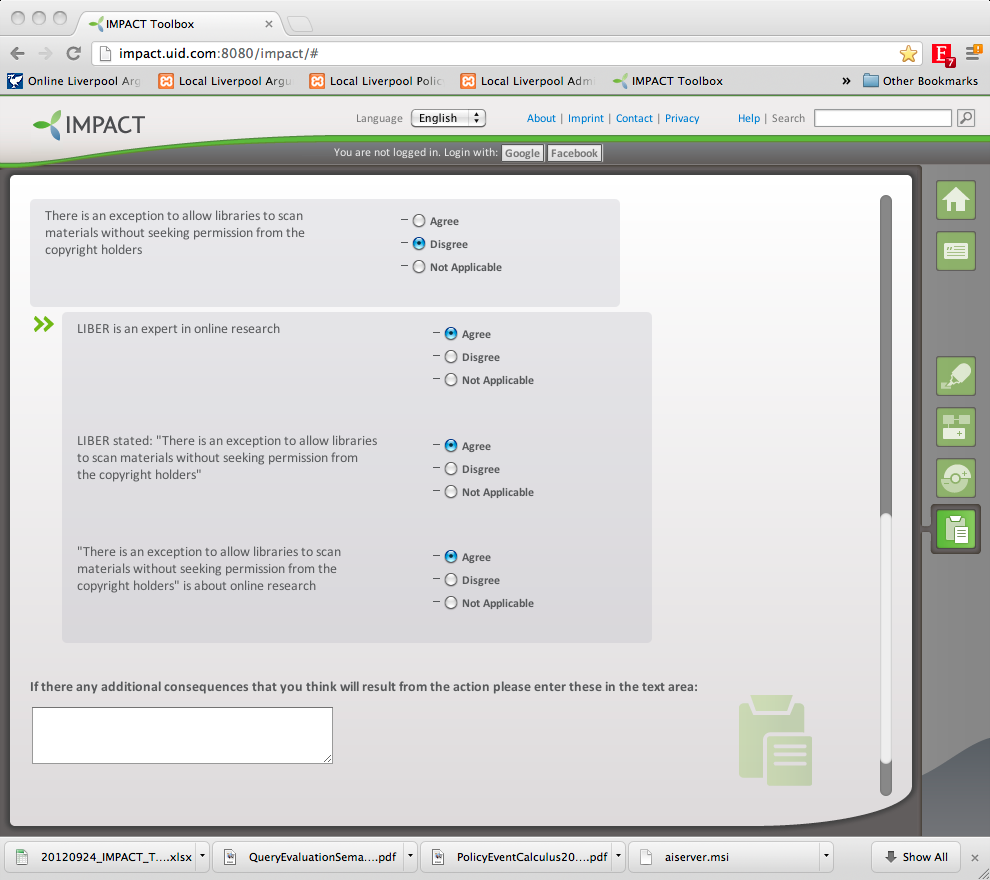 IMPACT Toolbox
impact.uid.com:8080/impact/#
7
Online Liverpool Arg
Local Liverpool Argu
Local Liverpool Polic
Local Liverpool Adm
IMPACT Toolbox
»
Other Bookmarks
IMPACT
Language English About | Imprint | Contact | Privacy Help | Search
You are not logged in. Login with: Google Facebook
There is an exception to allow libraries to scan
materials without seeking permission from the
copyright holders
Agree
Disgree
Not Applicable
LIBER is an expert in online research
Agree
Disgree
Not Applicable
LIBER stated: "There is an exception to allow libraries
to scan materials without seeking permission from
the copyright holders"
Agree
Disgree
Not Applicable
"There is an exception to allow libraries to scan
materials without seeking permission from the
copyright holders" is about online research
Agree
Disgree
Not Applicable
If there any additional consequences that you think will result from the action please enter these in the text area:
20120924_IMPACT_T....xlsx
QueryEvaluationSema....pdf
PolicyEventCalculus20....pdf
aiserver.msi
Show All